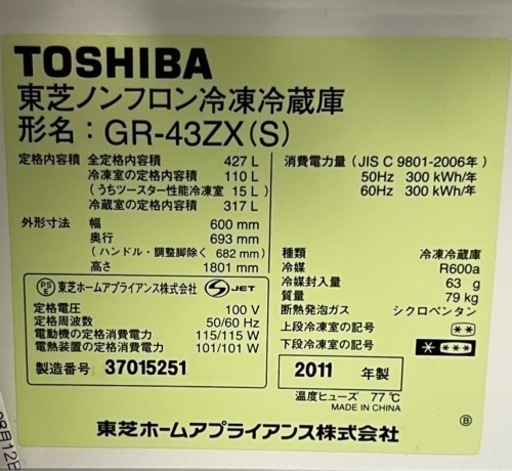 TOSHIBA
東芝ノンフロン冷凍冷蔵庫
形名：GR-43ZX(S)
定格内容積 全定格内容積 427 L
冷凍室の定格内容積 110 L
(うちツースター性能冷凍室 15 L)
冷蔵室の定格内容積 317 L
外形寸法 幅 600 mm
奥行 693 mm
(ハンドル・調整脚除く 682 mm)
高さ 1801 mm
消費電力量 (JIS C 9801-2006年)
50Hz 300 kWh/年
60Hz 300 kWh/年
種類 冷凍冷蔵庫
冷媒 R600a
冷媒封入量 63 g
質量 79 kg
断熱発泡ガス シクロペンタン
上段冷凍室の記号 **
下段冷凍室の記号 * ***
PSE 東芝ホームアプライアンス株式会社 JET
定格電圧 100 V
定格周波数 50/60 Hz
電動機の定格消費電力 115/115 W
電熱装置の定格消費電力 101/101 W
製造番号 37015251
2011 年製
温度ヒューズ 77℃
MADE IN CHINA
Ⓑ
東芝ホームアプライアンス株式会社